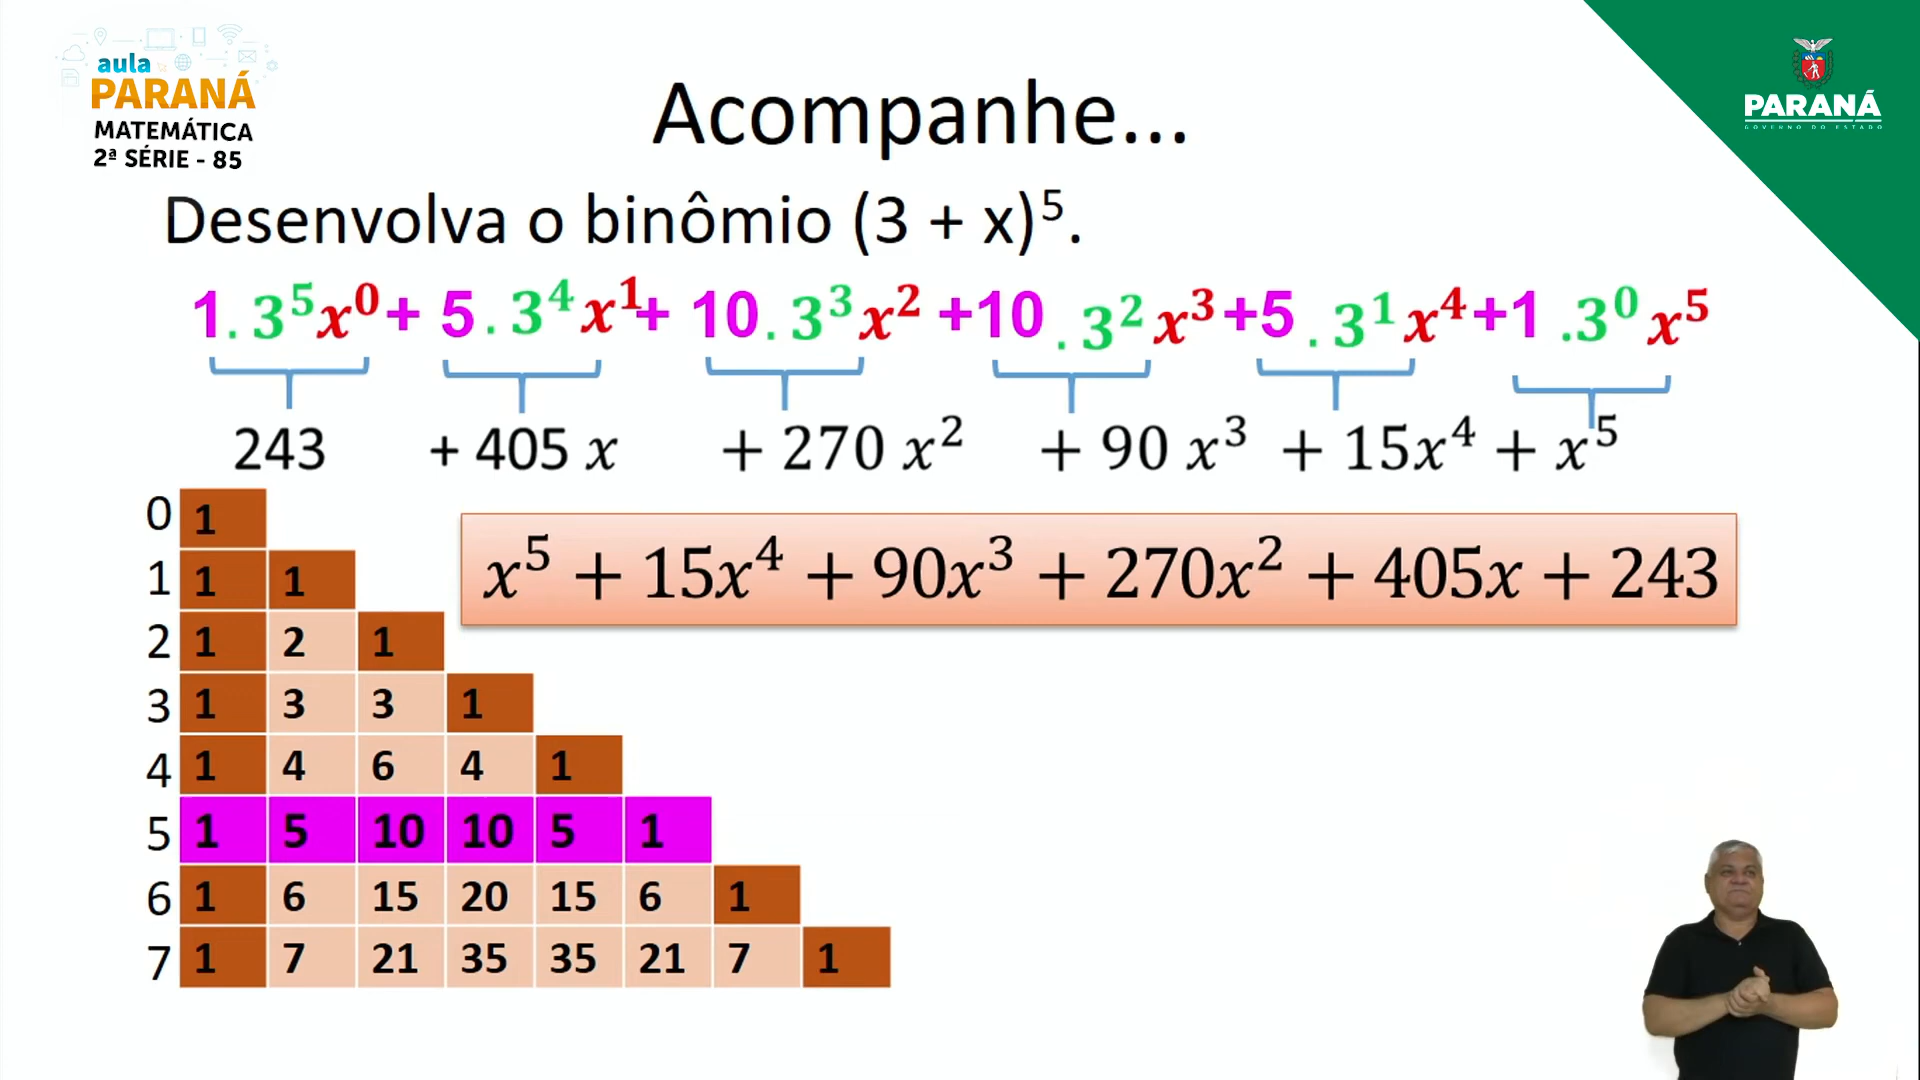 aula
PARANÁ
MATEMÁTICA
2ª SÉRIE - 85
PARANÁ
GOVERNO DO ESTADO
Acompanhe...
Desenvolva o binômio (3 + x)⁵.
1 . 3⁵x⁰ + 5 . 3⁴x¹ + 10 . 3³x² + 10 . 3²x³ + 5 . 3¹x⁴ + 1 . 3⁰x⁵
243 + 405 x + 270 x² + 90 x³ + 15x⁴ + x⁵
x⁵ + 15x⁴ + 90x³ + 270x² + 405x + 243
0 1
1 1 1
2 1 2 1
3 1 3 3 1
4 1 4 6 4 1
5 1 5 10 10 5 1
6 1 6 15 20 15 6 1
7 1 7 21 35 35 21 7 1